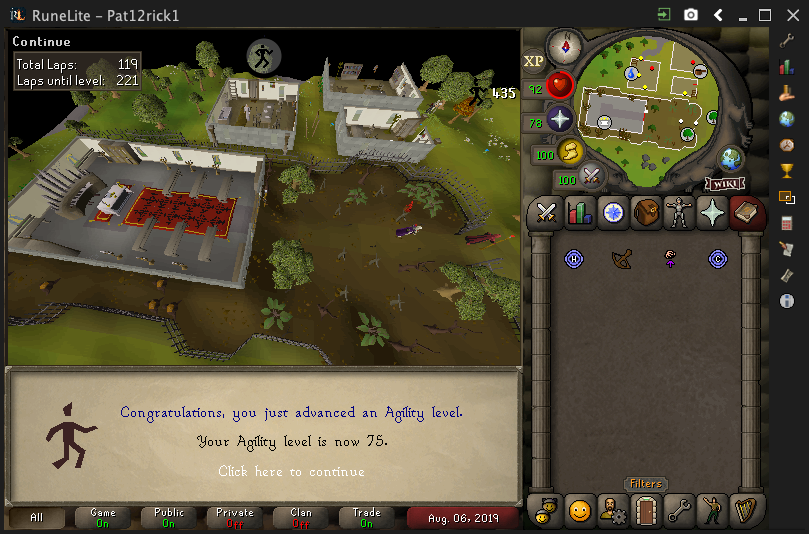 RuneLite - Pat12rick1
Continue
Total Laps: 119
Laps until level: 221
435
XP
92
78
100
100
WIKI
Congratulations, you just advanced an Agility level.
Your Agility level is now 75.
Click here to continue
Filters
All
Game
On
Public
On
Private
Off
Clan
Off
Trade
On
Aug. 06, 2019